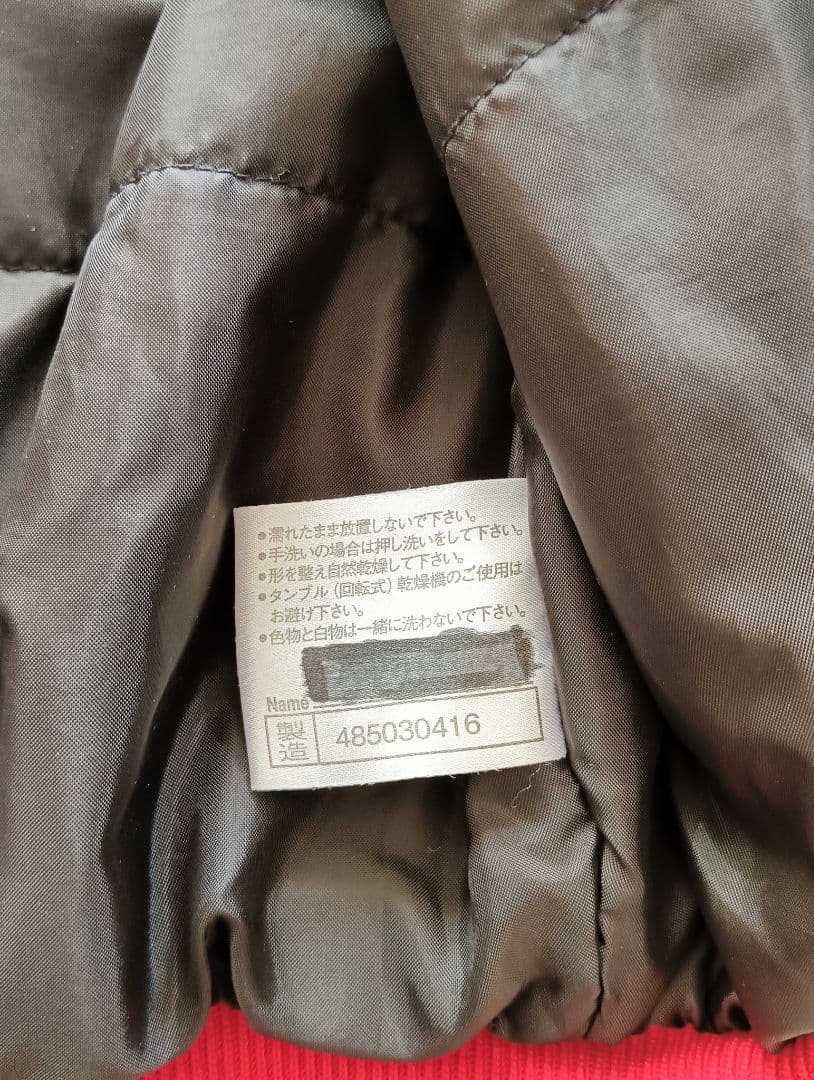 ●濡れたまま放置しないで下さい。
●手洗いの場合は押し洗いをして下さい。
●形を整え自然乾燥して下さい。
●タンブル（回転式）乾燥機のご使用は
お避け下さい。
●色物と白物は一緒に洗わないで下さい。
Name
製造 485030416